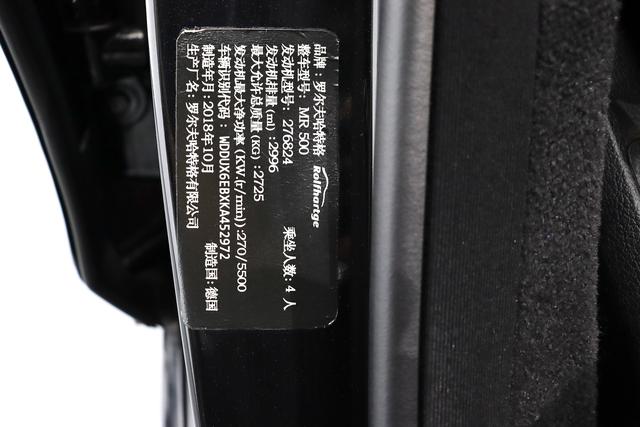 品牌：罗尔夫哈特格 Rolfhartge
整车型号：MR 500
发动机型号：276824 乘坐人数：4 人
发动机排量(ml)：2996
最大允许总质量(KG)：2725
发动机最大净功率(KW.(r/min))：270/5500
车辆识别代码：WDDUX6EBXKA452972
制造年月：2018年10月 制造国：德国
生产厂名：罗尔夫哈特格有限公司